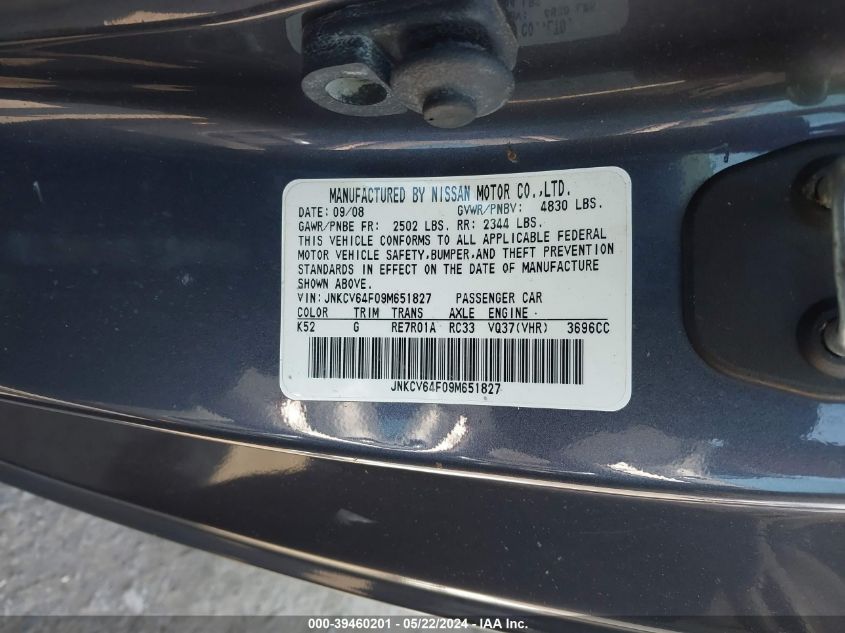 MANUFACTURED BY NISSAN MOTOR CO.,LTD.
DATE: 09/08 GVWR/PNBV: 4830 LBS.
GAWR/PNBE FR: 2502 LBS. RR: 2344 LBS.
THIS VEHICLE CONFORMS TO ALL APPLICABLE FEDERAL
MOTOR VEHICLE SAFETY,BUMPER,AND THEFT PREVENTION
STANDARDS IN EFFECT ON THE DATE OF MANUFACTURE
SHOWN ABOVE.
VIN: JNKCV64F09M651827 PASSENGER CAR
COLOR TRIM TRANS AXLE ENGINE
K52 G RE7R01A RC33 VQ37(VHR) 3696CC
JNKCV64F09M651827
000-39460201 - 05/22/2024 - IAA Inc.